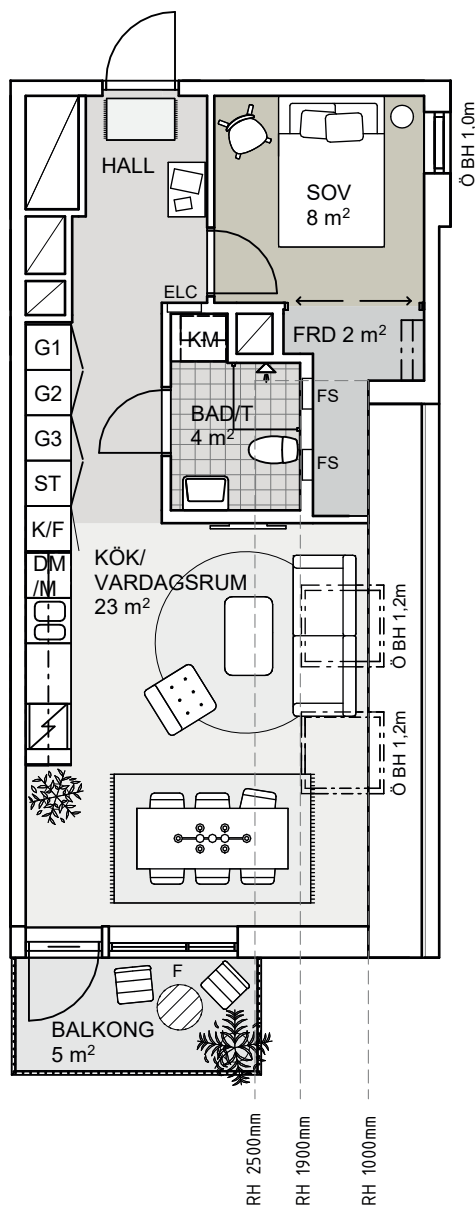 HALL
SOV
8 m²
Ö BH 1,0m
ELC
KM
FRD 2 m²
G1
G2
G3
ST
K/F
DM
/M
BAD/T
4 m²
FS
FS
KÖK/
VARDAGSRUM
23 m²
Ö BH 1,2m
Ö BH 1,2m
F
BALKONG
5 m²
RH 2500mm
RH 1900mm
RH 1000mm